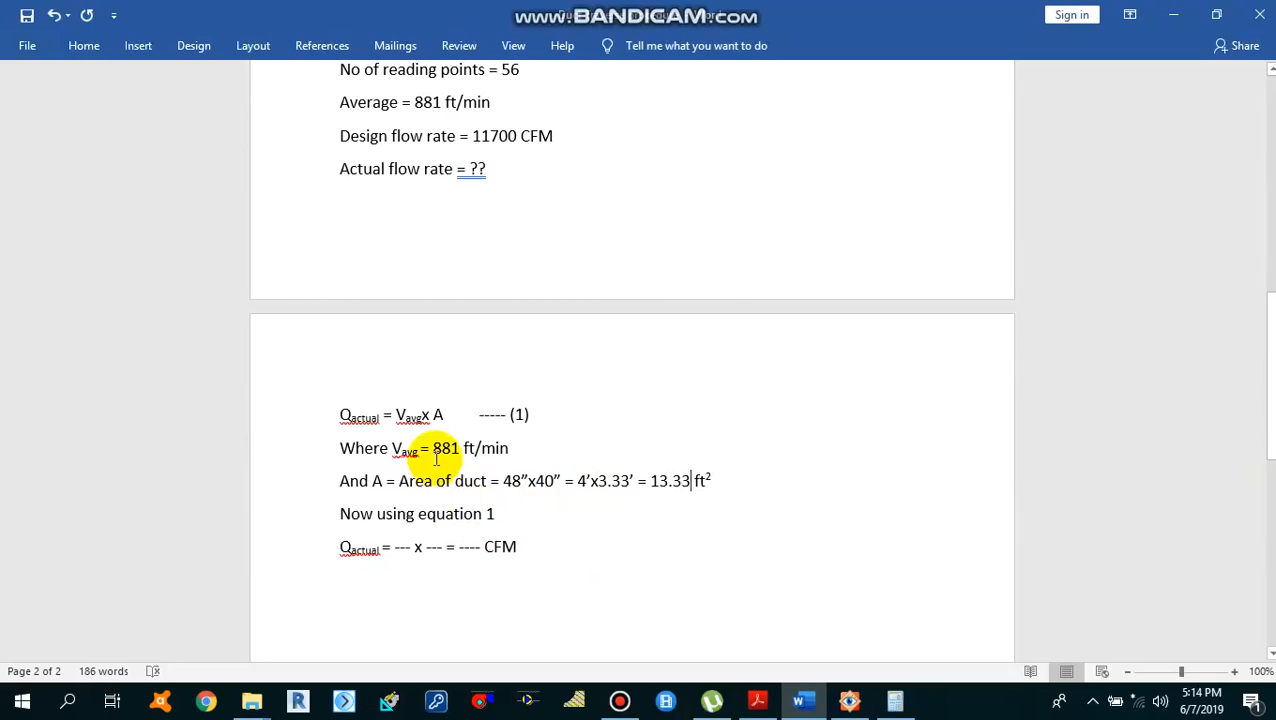 www.BANDICAM.com
Sign in
File Home Insert Design Layout References Mailings Review View Help Tell me what you want to do Share
No of reading points = 56
Average = 881 ft/min
Design flow rate = 11700 CFM
Actual flow rate = ??
Qactual = Vavgx A ----- (1)
Where Vavg = 881 ft/min
And A = Area of duct = 48”x40” = 4’x3.33’ = 13.33 ft²
Now using equation 1
Qactual = --- x --- = ---- CFM
Page 2 of 2 186 words 100%
5:14 PM
6/7/2019